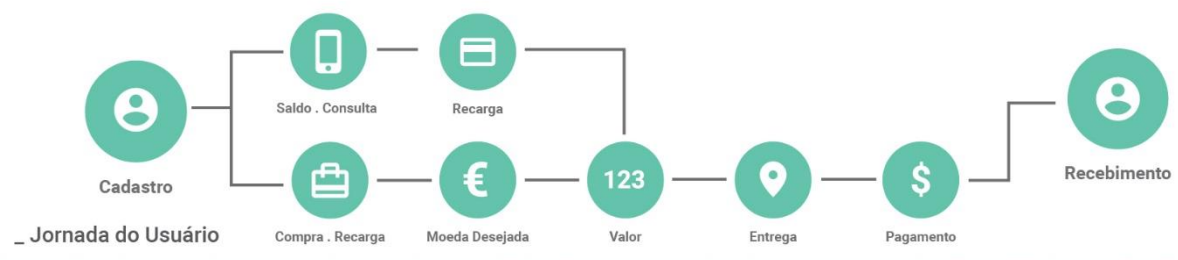 Saldo . Consulta
Recarga
Cadastro
€
123
$
Recebimento
_ Jornada do Usuário
Compra . Recarga
Moeda Desejada
Valor
Entrega
Pagamento